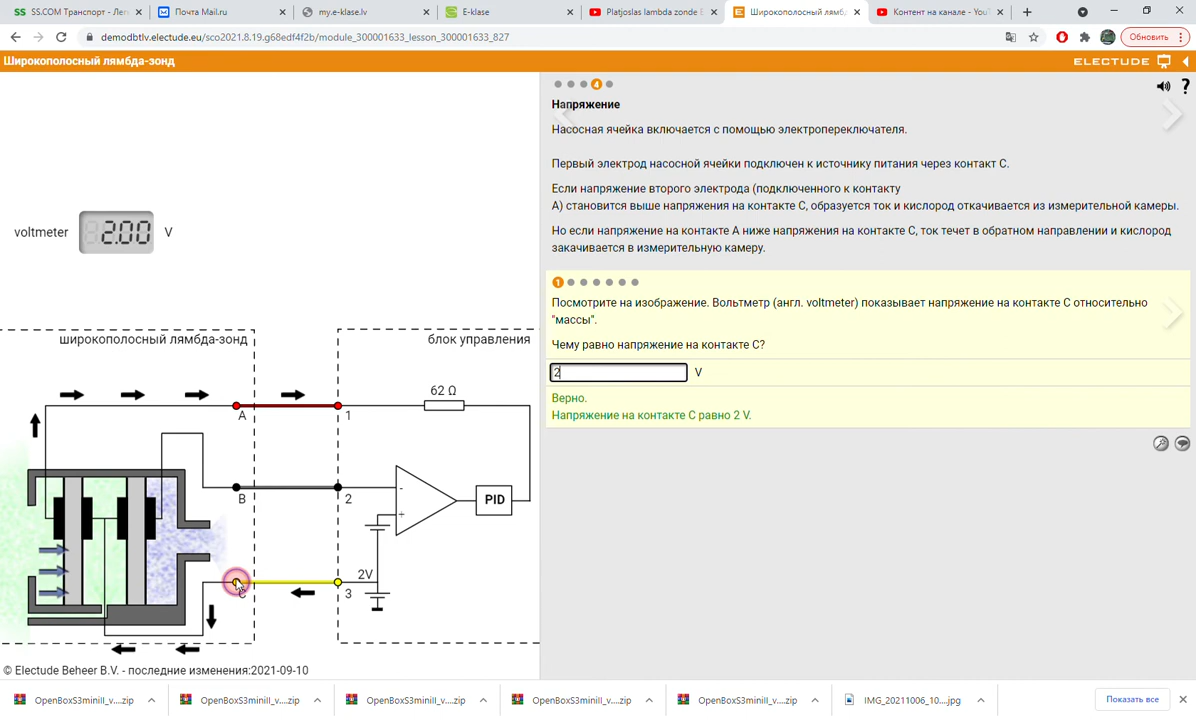 SS.COM Транспорт - Лег
Почта Mail.ru
my.e-klase.lv
E-klase
Platjoslas lambda zonde E
Широкополосный лямб
Контент на канале - YouT
demodbtlv.electude.eu/sco2021.8.19.g68edf4f2b/module_300001633_lesson_300001633_827
Обновить
Широкополосный лямбда-зонд
ELECTUDE
4
?
Напряжение
Насосная ячейка включается с помощью электропереключателя.
Первый электрод насосной ячейки подключен к источнику питания через контакт C.
Если напряжение второго электрода (подключенного к контакту
A) становится выше напряжения на контакте C, образуется ток и кислород откачивается из измерительной камеры.
Но если напряжение на контакте A ниже напряжения на контакте C, ток течет в обратном направлении и кислород
закачивается в измерительную камеру.
voltmeter 2.00 V
1
Посмотрите на изображение. Вольтметр (англ. voltmeter) показывает напряжение на контакте C относительно
"массы".
Чему равно напряжение на контакте C?
2 V
Верно.
Напряжение на контакте C равно 2 V.
широкополосный лямбда-зонд
блок управления
62 Ω
A 1
B 2
- +
PID
2V
C 3
© Electude Beheer B.V. - последние изменения:2021-09-10
OpenBoxS3miniII_v....zip
OpenBoxS3miniII_v....zip
OpenBoxS3miniII_v....zip
OpenBoxS3miniII_v....zip
OpenBoxS3miniII_v....zip
IMG_20211006_10....jpg
Показать все